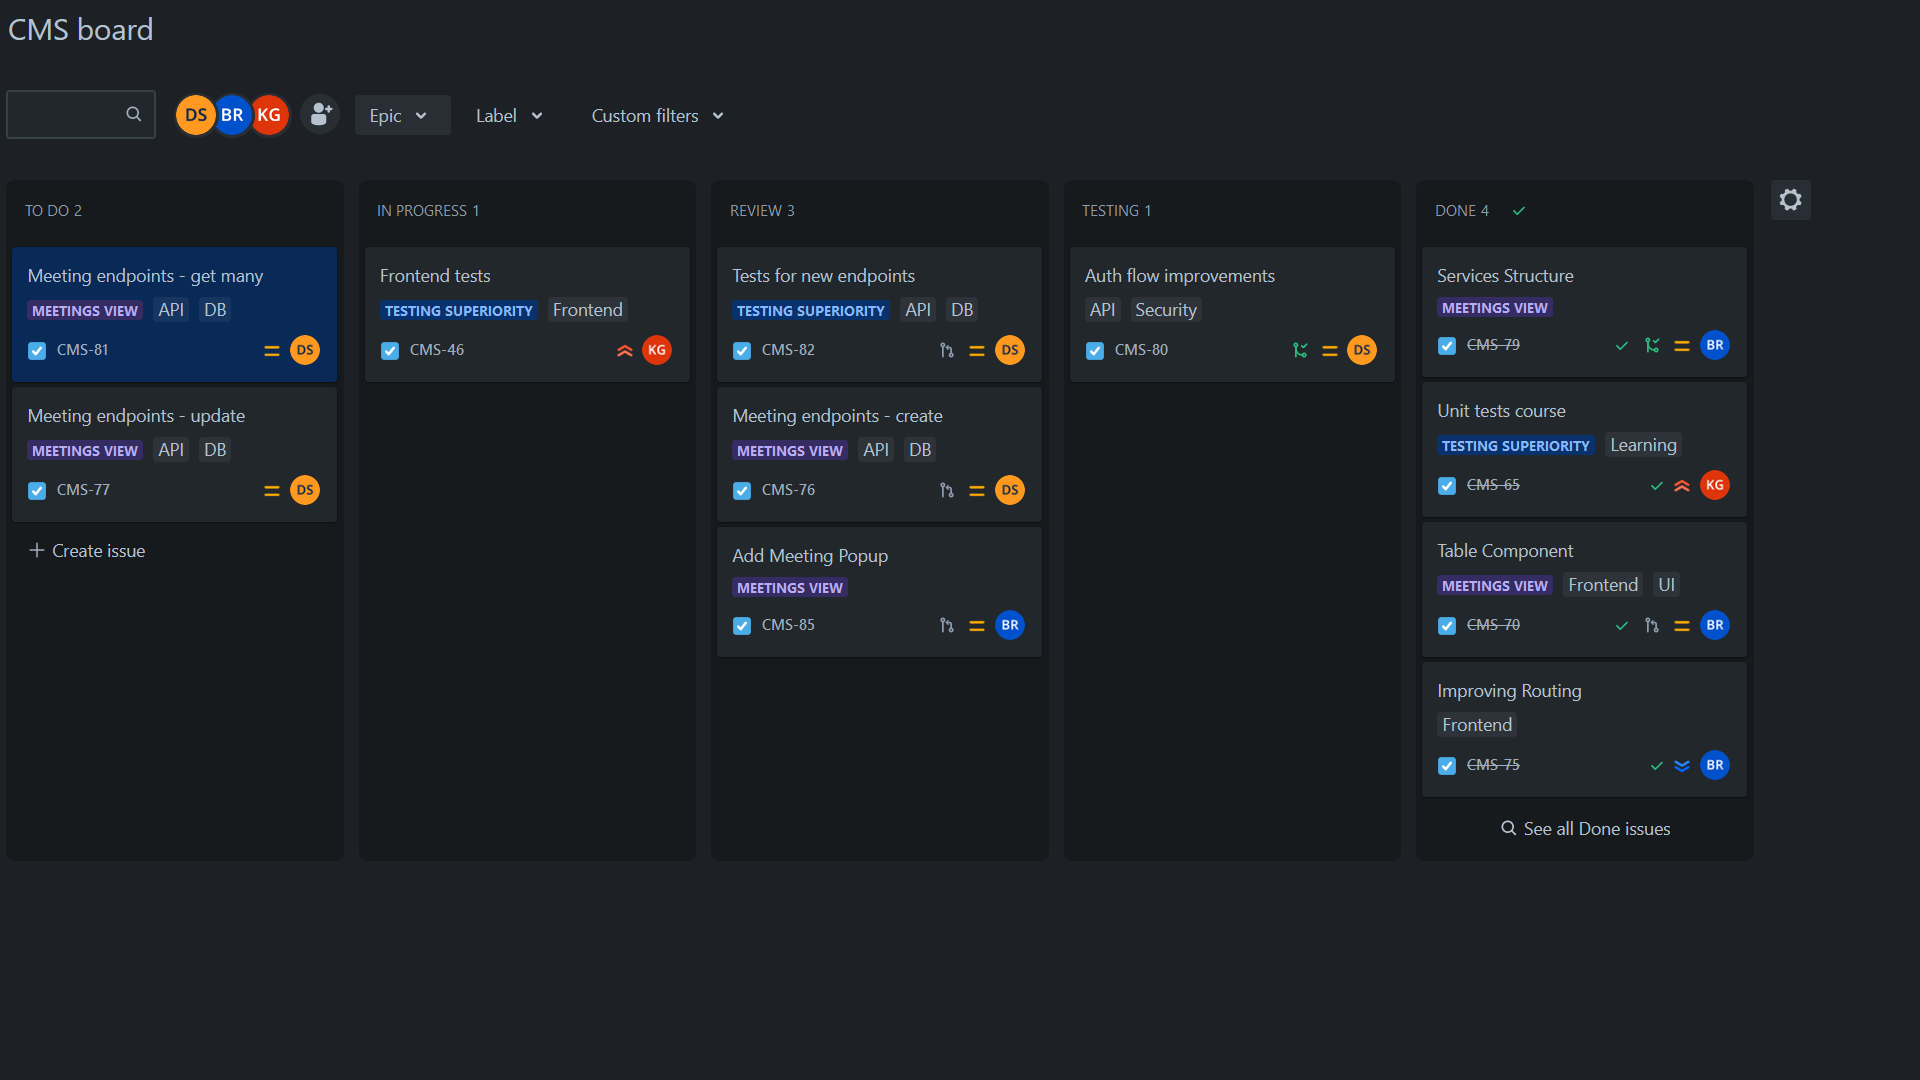 CMS board
DS BR KG Epic Label Custom filters
TO DO 2
Meeting endpoints - get many
MEETINGS VIEW API DB
CMS-81 DS
Meeting endpoints - update
MEETINGS VIEW API DB
CMS-77 DS
Create issue
IN PROGRESS 1
Frontend tests
TESTING SUPERIORITY Frontend
CMS-46 KG
REVIEW 3
Tests for new endpoints
TESTING SUPERIORITY API DB
CMS-82 DS
Meeting endpoints - create
MEETINGS VIEW API DB
CMS-76 DS
Add Meeting Popup
MEETINGS VIEW
CMS-85 BR
TESTING 1
Auth flow improvements
API Security
CMS-80 DS
DONE 4
Services Structure
MEETINGS VIEW
CMS-79 BR
Unit tests course
TESTING SUPERIORITY Learning
CMS-65 KG
Table Component
MEETINGS VIEW Frontend UI
CMS-70 BR
Improving Routing
Frontend
CMS-75 BR
See all Done issues